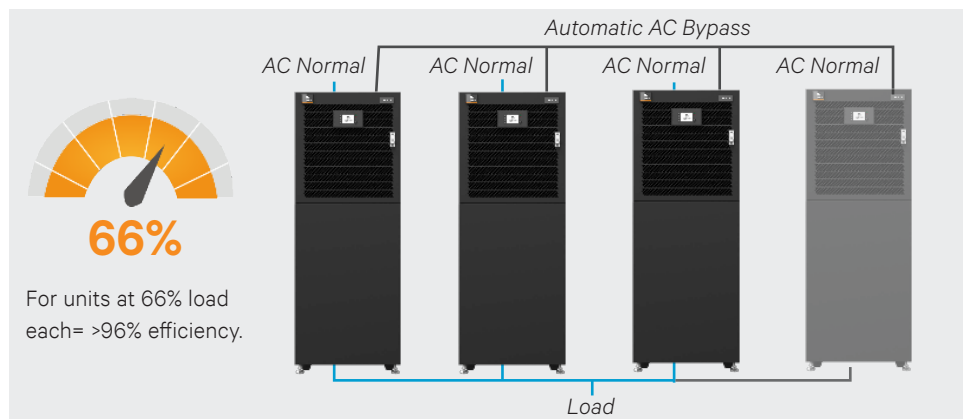 Automatic AC Bypass
AC Normal AC Normal AC Normal AC Normal
66%
For units at 66% load
each= >96% efficiency.
Load